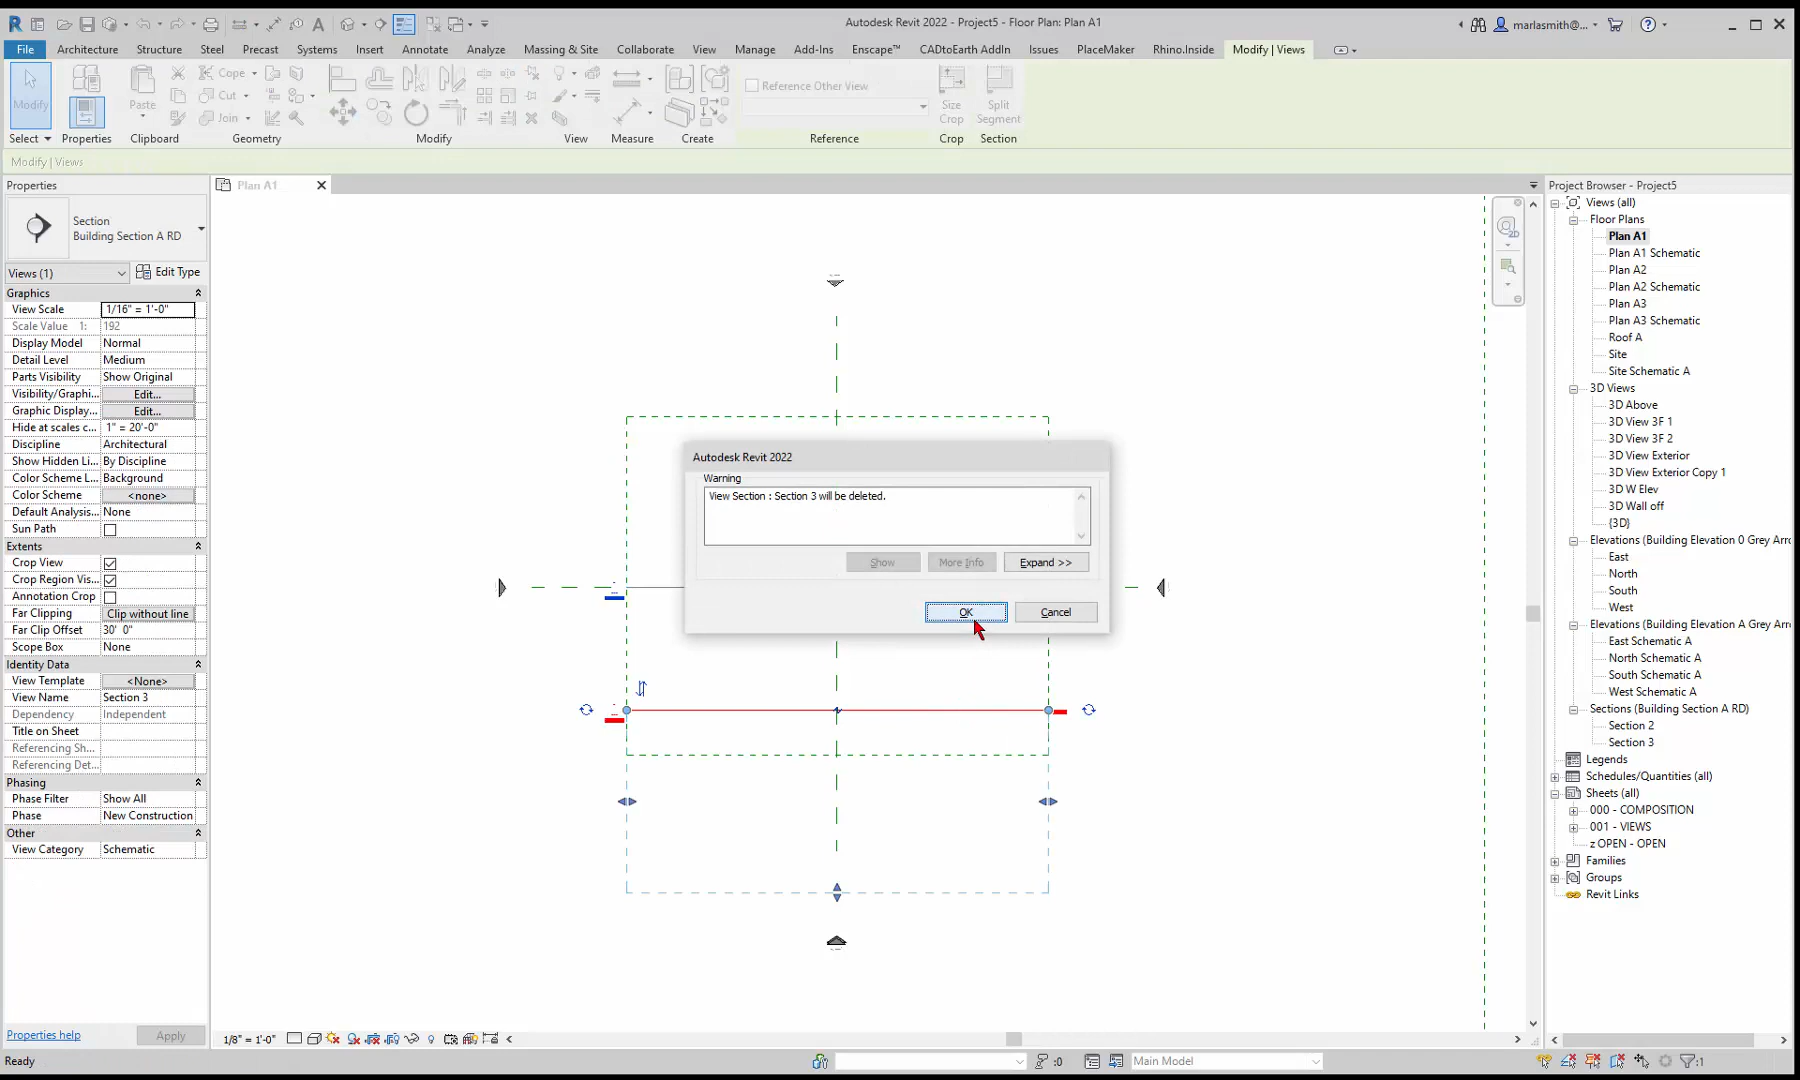 Autodesk Revit 2022 - Project5 - Floor Plan: Plan A1
marlasmith@...
File Architecture Structure Steel Precast Systems Insert Annotate Analyze Massing & Site Collaborate View Manage Add-Ins Enscape™ CADtoEarth AddIn Issues PlaceMaker Rhino.Inside Modify | Views
Modify
Paste
Cope
Cut
Join
Reference Other View
Size Crop
Split Segment
Select Properties Clipboard Geometry Modify View Measure Create Reference Crop Section
Modify | Views
Properties
Section
Building Section A RD
Views (1) Edit Type
Graphics
View Scale 1/16" = 1'-0"
Scale Value 1: 192
Display Model Normal
Detail Level Medium
Parts Visibility Show Original
Visibility/Graphi... Edit...
Graphic Display... Edit...
Hide at scales c... 1" = 20'-0"
Discipline Architectural
Show Hidden Li... By Discipline
Color Scheme L... Background
Color Scheme <none>
Default Analysis... None
Sun Path
Extents
Crop View
Crop Region Vis...
Annotation Crop
Far Clipping Clip without line
Far Clip Offset 30' 0"
Scope Box None
Identity Data
View Template <None>
View Name Section 3
Dependency Independent
Title on Sheet
Referencing Sh...
Referencing Det...
Phasing
Phase Filter Show All
Phase New Construction
Other
View Category Schematic
Properties help Apply
Plan A1
2D
Autodesk Revit 2022
Warning
View Section : Section 3 will be deleted.
Show More Info Expand >>
OK Cancel
Project Browser - Project5
Views (all)
Floor Plans
Plan A1
Plan A1 Schematic
Plan A2
Plan A2 Schematic
Plan A3
Plan A3 Schematic
Roof A
Site
Site Schematic A
3D Views
3D Above
3D View 3F 1
3D View 3F 2
3D View Exterior
3D View Exterior Copy 1
3D W Elev
3D Wall off
{3D}
Elevations (Building Elevation 0 Grey Arro
East
North
South
West
Elevations (Building Elevation A Grey Arro
East Schematic A
North Schematic A
South Schematic A
West Schematic A
Sections (Building Section A RD)
Section 2
Section 3
Legends
Schedules/Quantities (all)
Sheets (all)
000 - COMPOSITION
001 - VIEWS
z OPEN - OPEN
Families
Groups
Revit Links
1/8" = 1'-0"
Ready
:0
Main Model
:1